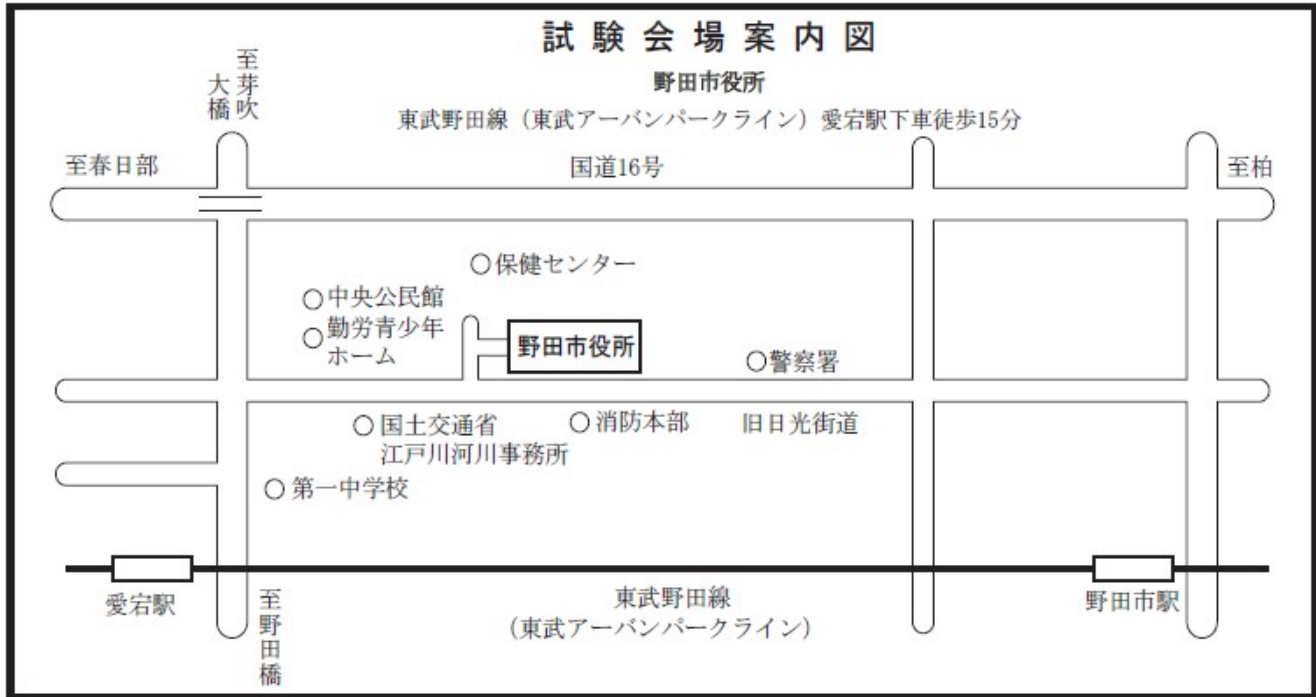 試験会場案内図
野田市役所
東武野田線（東武アーバンパークライン）愛宕駅下車徒歩15分
至芽吹
大橋
至春日部
国道16号
至柏
○保健センター
○中央公民館
○勤労青少年
ホーム
野田市役所
○警察署
○国土交通省
江戸川河川事務所
○消防本部
旧日光街道
○第一中学校
愛宕駅
至野田橋
東武野田線
（東武アーバンパークライン）
野田市駅